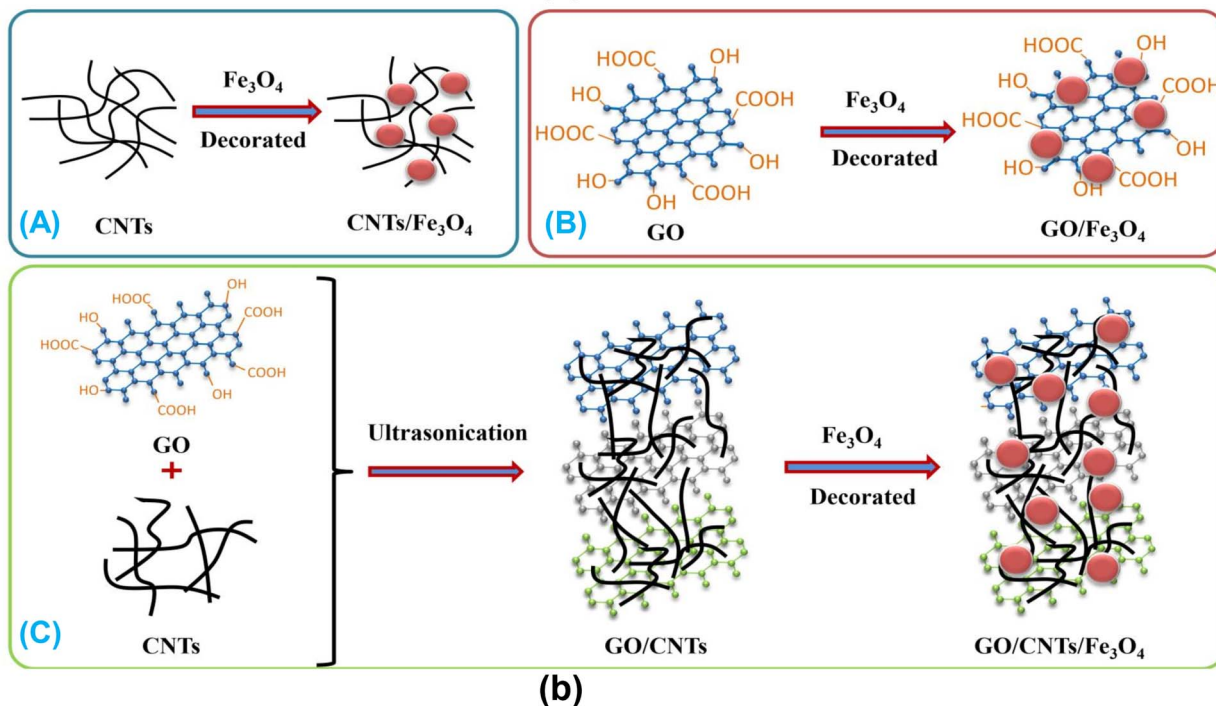 Fe₃O₄
Decorated
CNTs
CNTs/Fe₃O₄
(A)
HOOC
OH
COOH
HOOC
OH
HO
COOH
OH
GO
Fe₃O₄
Decorated
HOOC
OH
COOH
HOOC
OH
HO
COOH
OH
GO/Fe₃O₄
(B)
OH
HOOC
HO
COOH
HOOC
COOH
HO
OH
COOH
GO
+
CNTs
(C)
Ultrasonication
GO/CNTs
Fe₃O₄
Decorated
GO/CNTs/Fe₃O₄
(b)